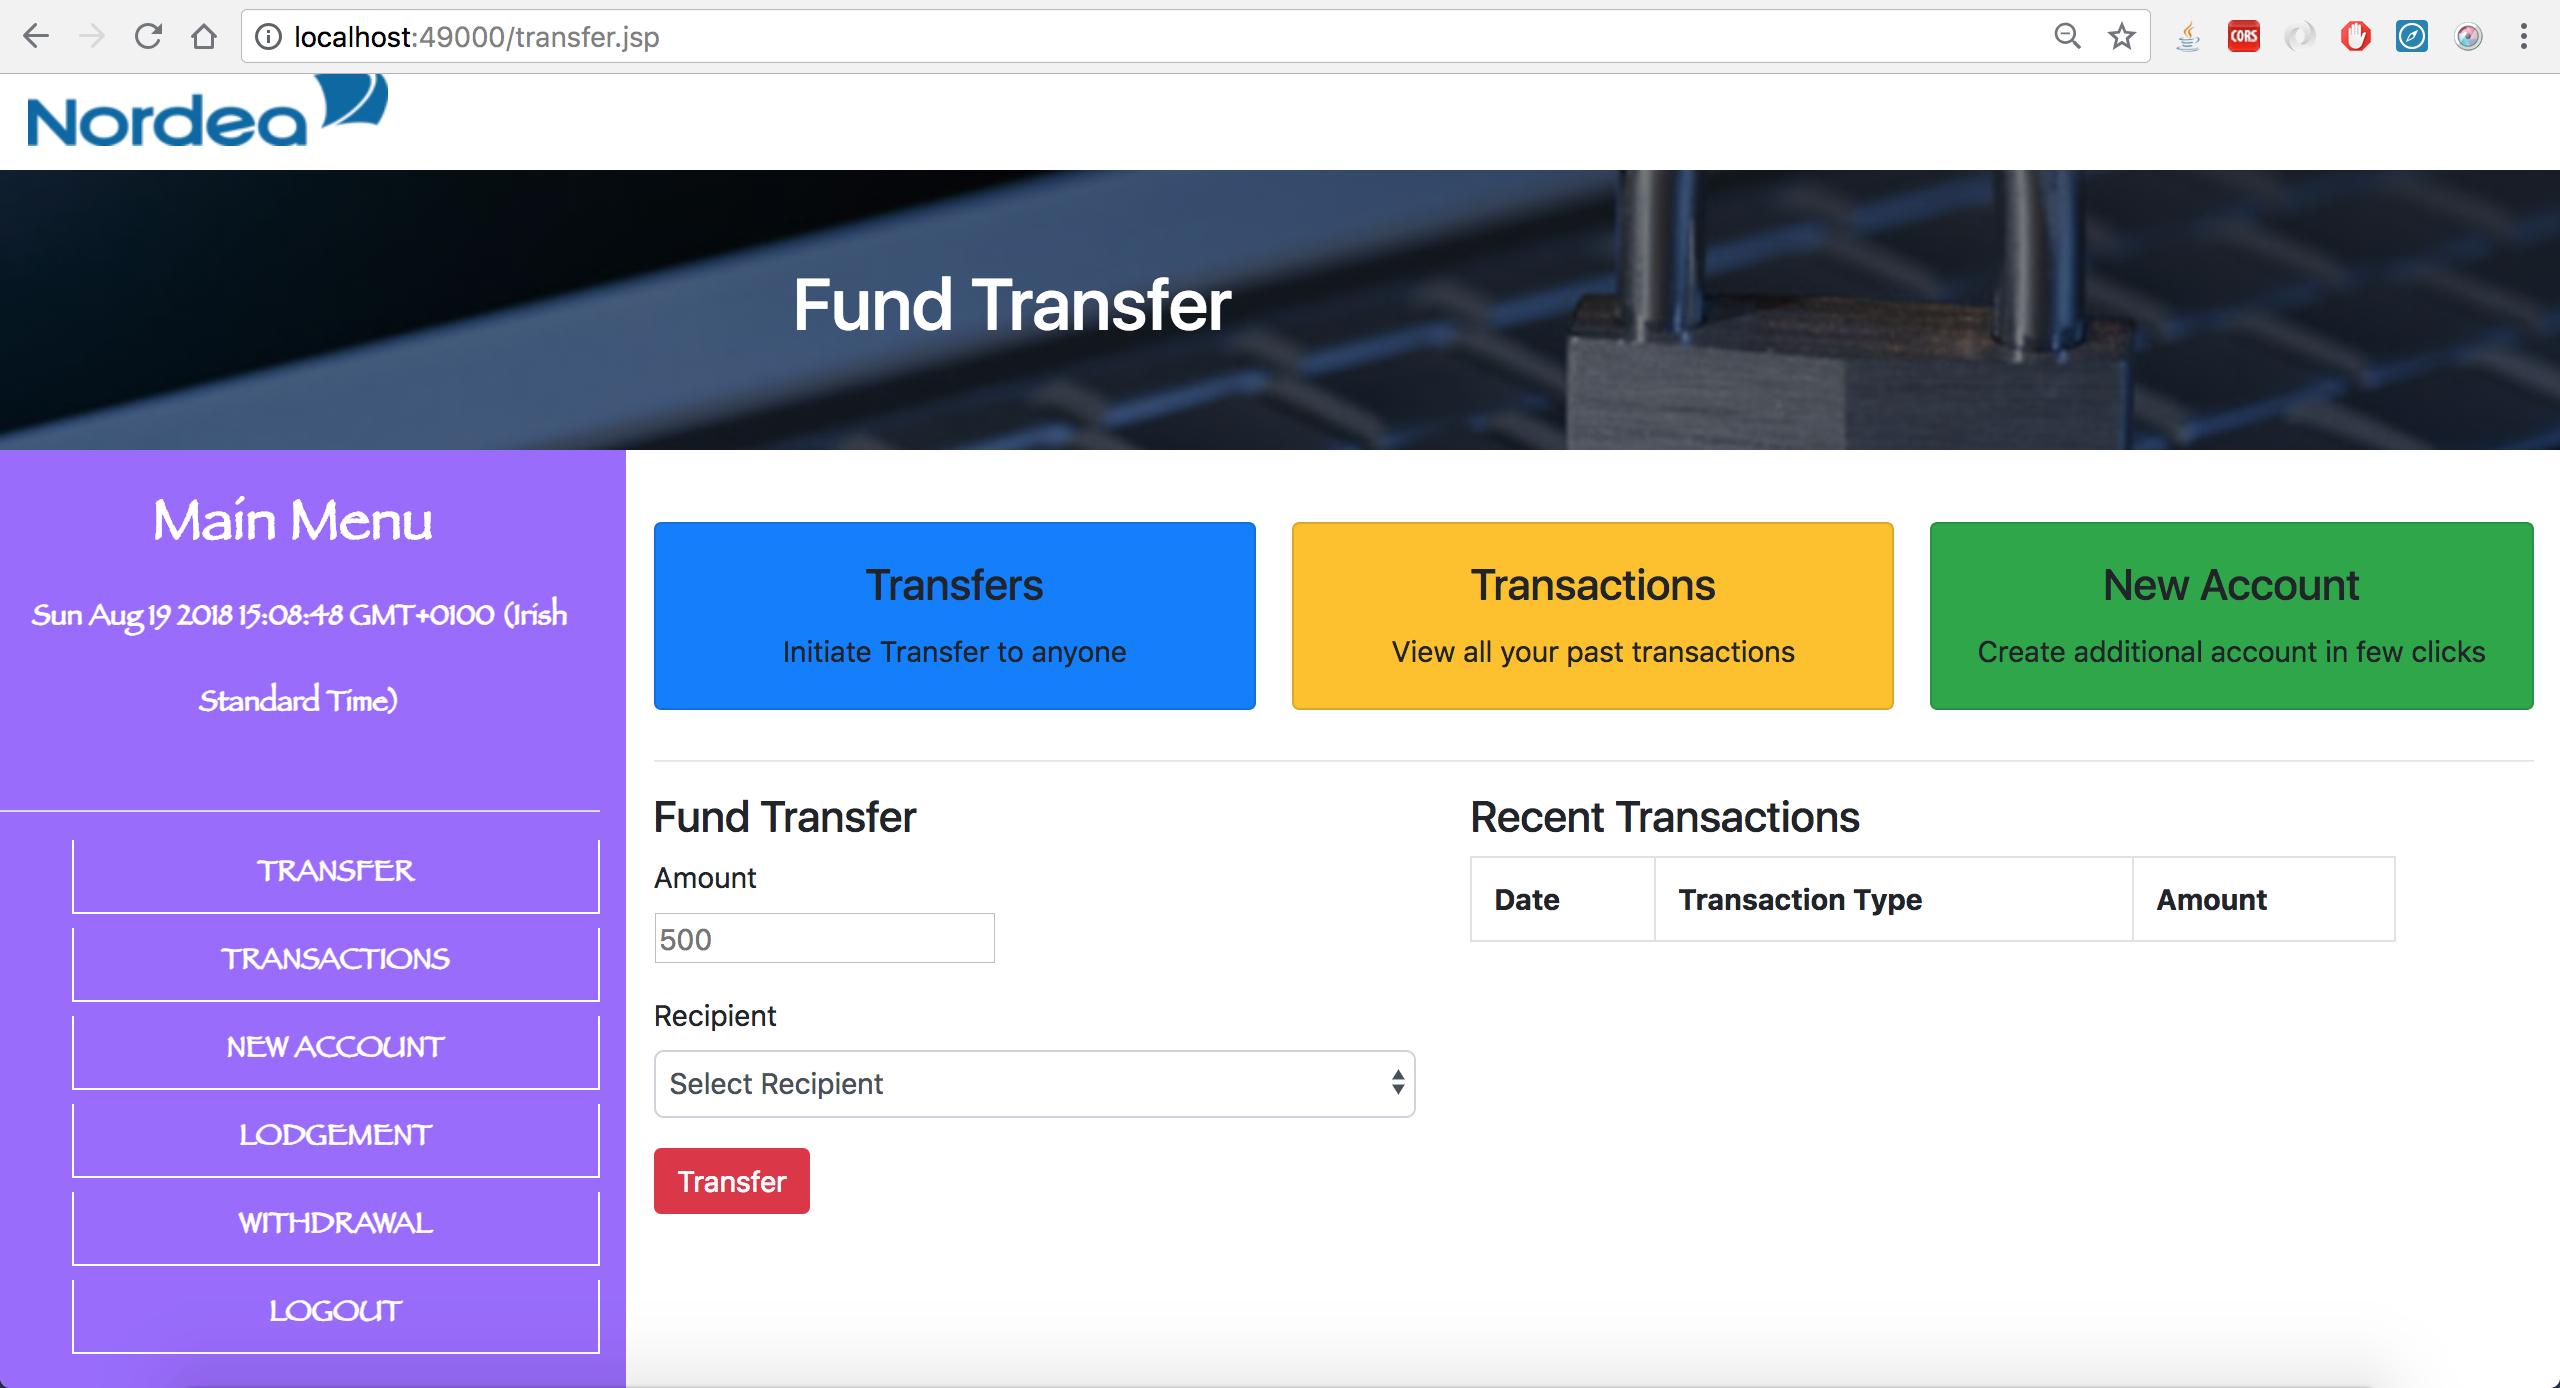 localhost:49000/transfer.jsp
CORS
Nordea
Fund Transfer
Main Menu
Sun Aug 19 2018 15:08:48 GMT+0100 (Irish
Standard Time)
TRANSFER
TRANSACTIONS
NEW ACCOUNT
LODGEMENT
WITHDRAWAL
LOGOUT
Transfers
Initiate Transfer to anyone
Transactions
View all your past transactions
New Account
Create additional account in few clicks
Fund Transfer
Amount
500
Recipient
Select Recipient
Transfer
Recent Transactions
Date Transaction Type Amount